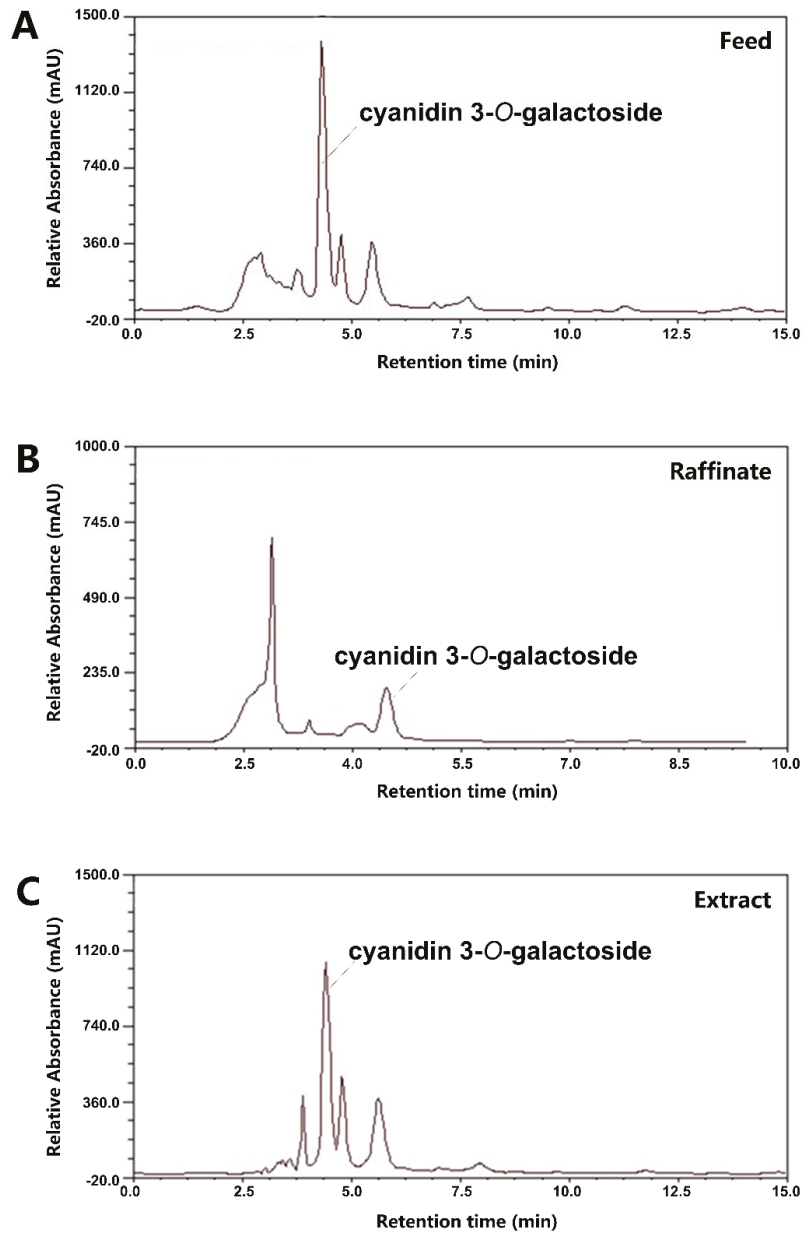 A
Feed
Relative Absorbance (mAU)
1500.0
1120.0
740.0
360.0
-20.0
cyanidin 3-O-galactoside
0.0 2.5 5.0 7.5 10.0 12.5 15.0
Retention time (min)
B
Raffinate
Relative Absorbance (mAU)
1000.0
745.0
490.0
235.0
-20.0
cyanidin 3-O-galactoside
0.0 2.5 4.0 5.5 7.0 8.5 10.0
Retention time (min)
C
Extract
Relative Absorbance (mAU)
1500.0
1120.0
740.0
360.0
-20.0
cyanidin 3-O-galactoside
0.0 2.5 5.0 7.5 10.0 12.5 15.0
Retention time (min)